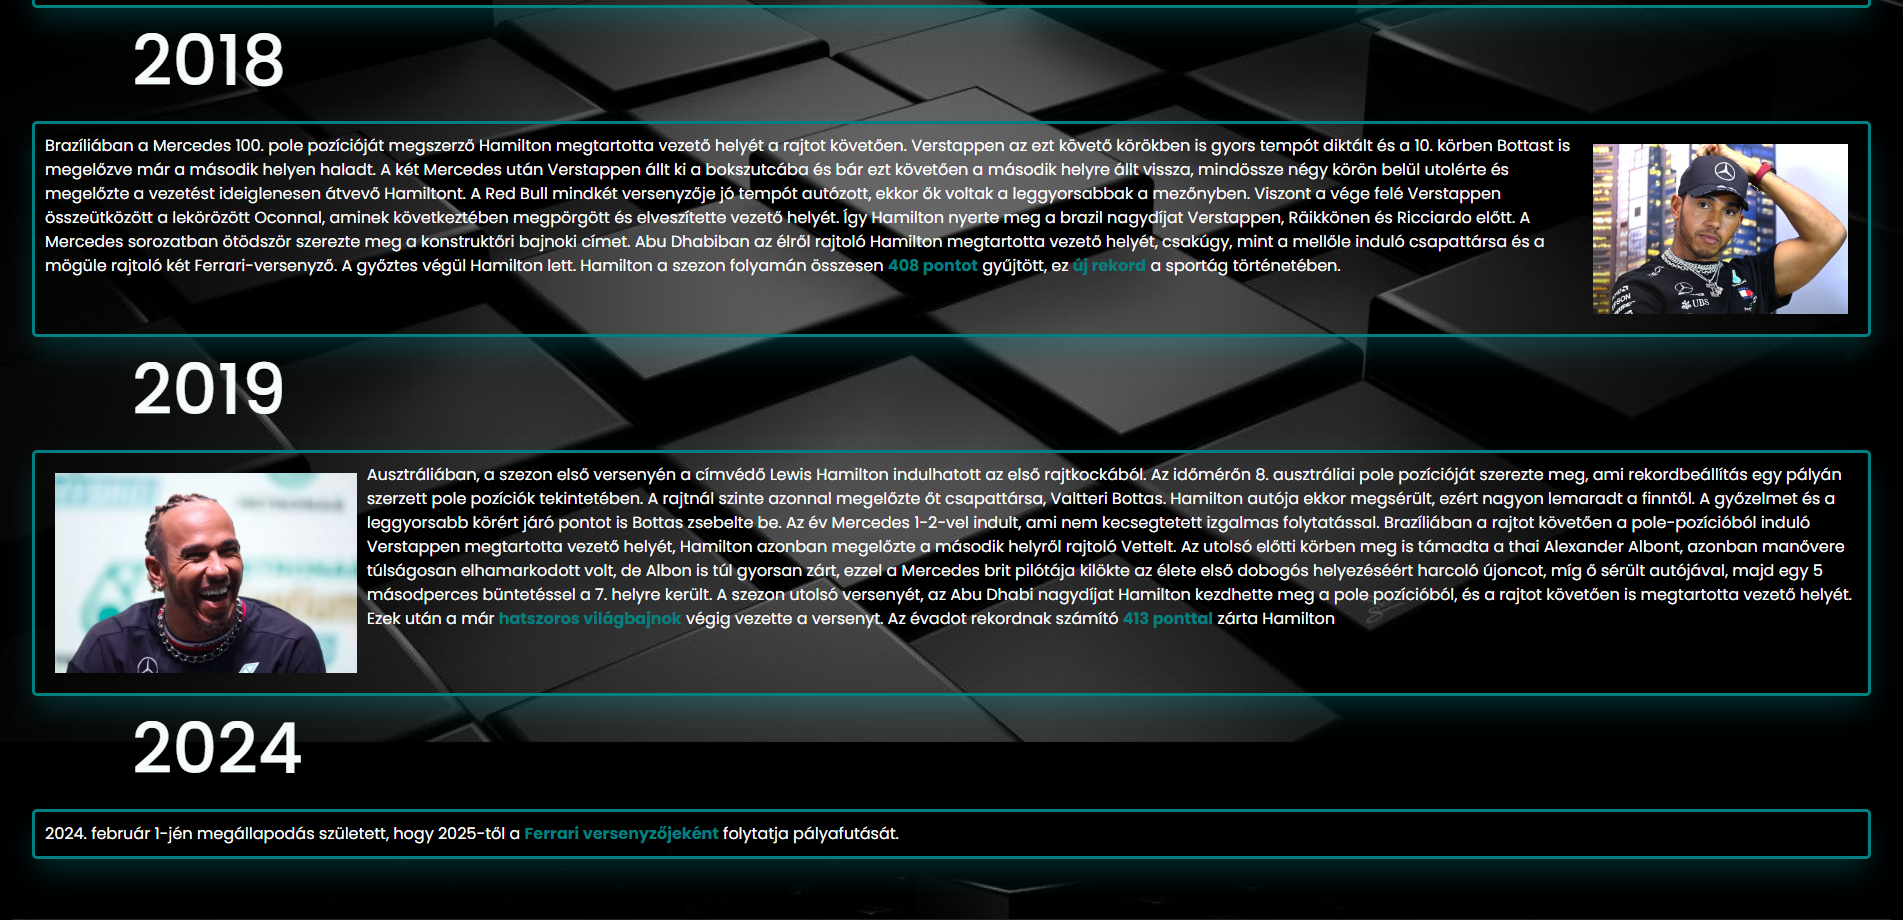 2018
Brazíliában a Mercedes 100. pole pozícióját megszerző Hamilton megtartotta vezető helyét a rajtot követően. Verstappen az ezt követő körökben is gyors tempót diktált és a 10. körben Bottast is
megelőzve már a második helyen haladt. A két Mercedes után Verstappen állt ki a bokszutcába és bár ezt követően a második helyre állt vissza, mindössze négy körön belül utolérte és
megelőzte a vezetést ideiglenesen átvevő Hamiltont. A Red Bull mindkét versenyzője jó tempót autózott, ekkor ők voltak a leggyorsabbak a mezőnyben. Viszont a vége felé Verstappen
összeütközött a lekörözött Oconnal, aminek következtében megpörgött és elveszítette vezető helyét. Így Hamilton nyerte meg a brazil nagydíjat Verstappen, Räikkönen és Ricciardo előtt. A
Mercedes sorozatban ötödször szerezte meg a konstruktőri bajnoki címet. Abu Dhabiban az élről rajtoló Hamilton megtartotta vezető helyét, csakúgy, mint a mellőle induló csapattársa és a
mögüle rajtoló két Ferrari-versenyző. A győztes végül Hamilton lett. Hamilton a szezon folyamán összesen 408 pontot gyűjtött, ez új rekord a sportág történetében.
UBS
2019
Ausztráliában, a szezon első versenyén a címvédő Lewis Hamilton indulhatott az első rajtkockából. Az időmérőn 8. ausztráliai pole pozícióját szerezte meg, ami rekordbeállítás egy pályán
szerzett pole pozíciók tekintetében. A rajtnál szinte azonnal megelőzte őt csapattársa, Valtteri Bottas. Hamilton autója ekkor megsérült, ezért nagyon lemaradt a finntől. A győzelmet és a
leggyorsabb körért járó pontot is Bottas zsebelte be. Az év Mercedes 1-2-vel indult, ami nem kecsegtetett izgalmas folytatással. Brazíliában a rajtot követően a pole-pozícióból induló
Verstappen megtartotta vezető helyét, Hamilton azonban megelőzte a második helyről rajtoló Vettelt. Az utolsó előtti körben meg is támadta a thai Alexander Albont, azonban manővere
túlságosan elhamarkodott volt, de Albon is túl gyorsan zárt, ezzel a Mercedes brit pilótája kilökte az élete első dobogós helyezéséért harcoló újoncot, míg ő sérült autójával, majd egy 5
másodperces büntetéssel a 7. helyre került. A szezon utolsó versenyét, az Abu Dhabi nagydíjat Hamilton kezdhette meg a pole pozícióból, és a rajtot követően is megtartotta vezető helyét.
Ezek után a már hatszoros világbajnok végig vezette a versenyt. Az évadot rekordnak számító 413 ponttal zárta Hamilton
2024
2024. február 1-jén megállapodás született, hogy 2025-től a Ferrari versenyzőjeként folytatja pályafutását.